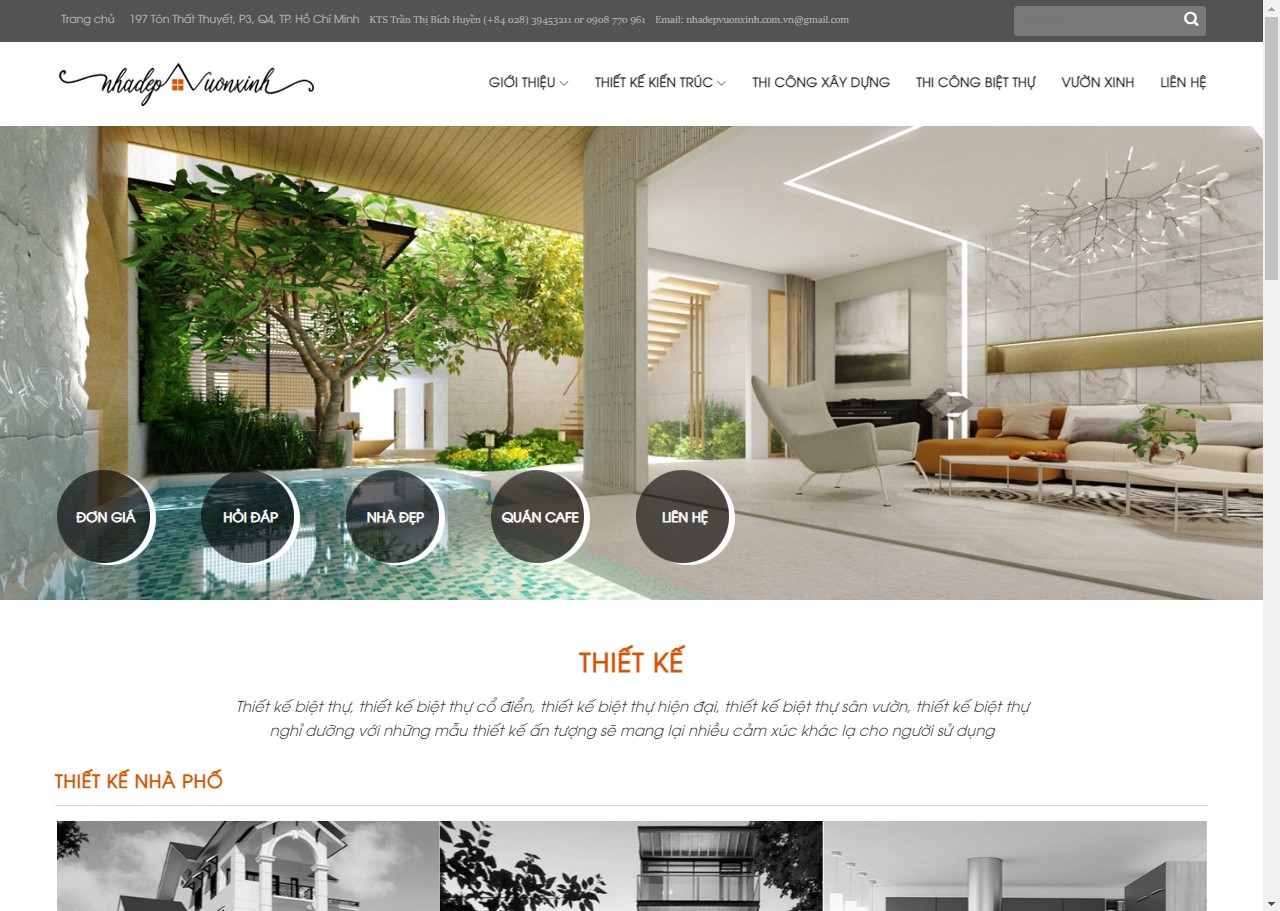 Trang chủ 197 Tôn Thất Thuyết, P3, Q4, TP. Hồ Chí Minh KTS Trần Thị Bích Huyền (+84 028) 39453211 or 0908 770 961 Email: nhadepvuonxinh.com.vn@gmail.com
nhadep Vuonxinh
GIỚI THIỆU THIẾT KẾ KIẾN TRÚC THI CÔNG XÂY DỰNG THI CÔNG BIỆT THỰ VƯỜN XINH LIÊN HỆ
ĐƠN GIÁ HỎI ĐÁP NHÀ ĐẸP QUÁN CAFE LIÊN HỆ
THIẾT KẾ
Thiết kế biệt thự, thiết kế biệt thự cổ điển, thiết kế biệt thự hiện đại, thiết kế biệt thự sân vườn, thiết kế biệt thự
nghỉ dưỡng với những mẫu thiết kế ấn tượng sẽ mang lại nhiều cảm xúc khác lạ cho người sử dụng
THIẾT KẾ NHÀ PHỐ